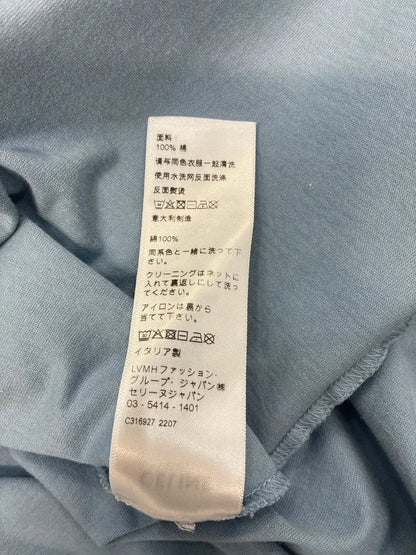 面料
100% 棉
请与同色衣服一起清洗
使用水洗网反面洗涤
反面熨烫
意大利制造
綿100%
同系色と一緒に洗って下
さい。
クリーニングはネットに
入れて裏返しにして洗っ
てください。
アイロンは裏から
当てて下さい。
イタリア製
LVMHファッション・
グループ・ジャパン㈱
セリーヌジャパン
03 - 5414 - 1401
C316927 2207